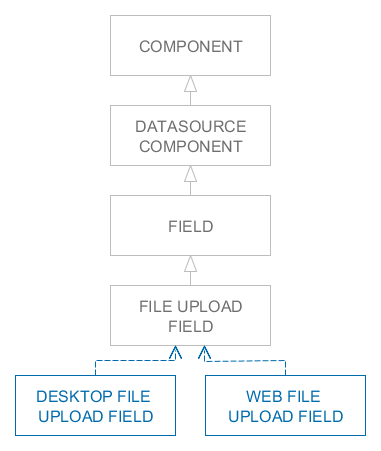 COMPONENT
DATASOURCE
COMPONENT
FIELD
FILE UPLOAD
FIELD
DESKTOP FILE
UPLOAD FIELD
WEB FILE
UPLOAD FIELD